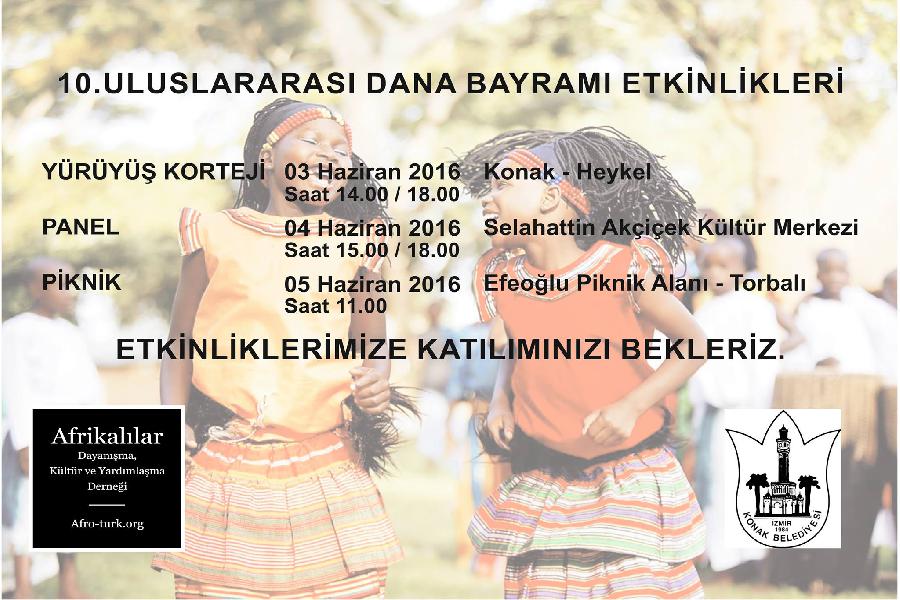 10.ULUSLARARASI DANA BAYRAMI ETKİNLİKLERİ
YÜRÜYÜŞ KORTEJİ 03 Haziran 2016 Konak - Heykel
Saat 14.00 / 18.00
PANEL 04 Haziran 2016 Selahattin Akçiçek Kültür Merkezi
Saat 15.00 / 18.00
PİKNİK 05 Haziran 2016 Efeoğlu Piknik Alanı - Torbalı
Saat 11.00
ETKİNLİKLERİMİZE KATILIMINIZI BEKLERİZ.
Afrikalılar
Dayanışma,
Kültür ve Yardımlaşma
Derneği
Afro-turk.org
İZMİR
1984
KONAK BELEDİYESİ